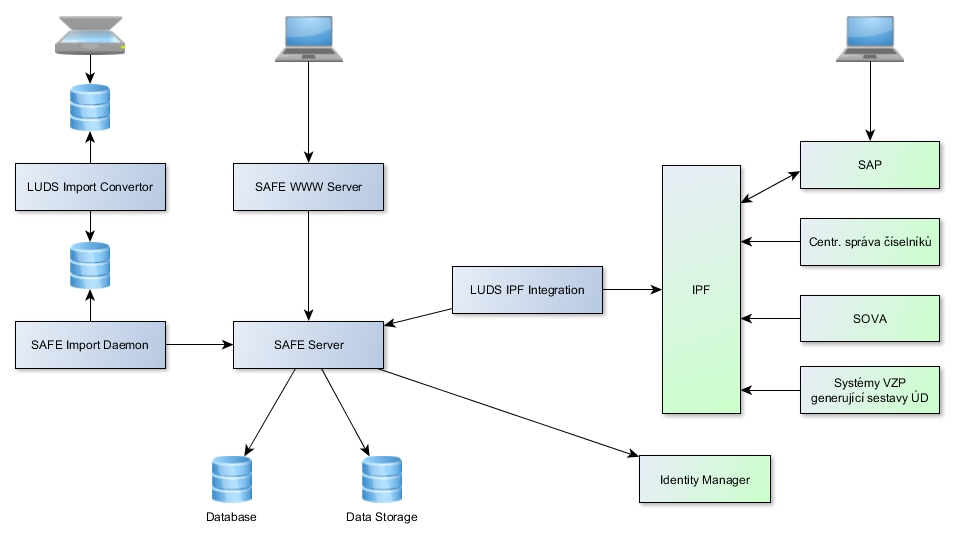 LUDS Import Convertor
SAFE WWW Server
SAP
Centr. správa číselníků
LUDS IPF Integration
IPF
SOVA
SAFE Import Daemon
SAFE Server
Systémy VZP
generující sestavy ÚD
Identity Manager
Database
Data Storage